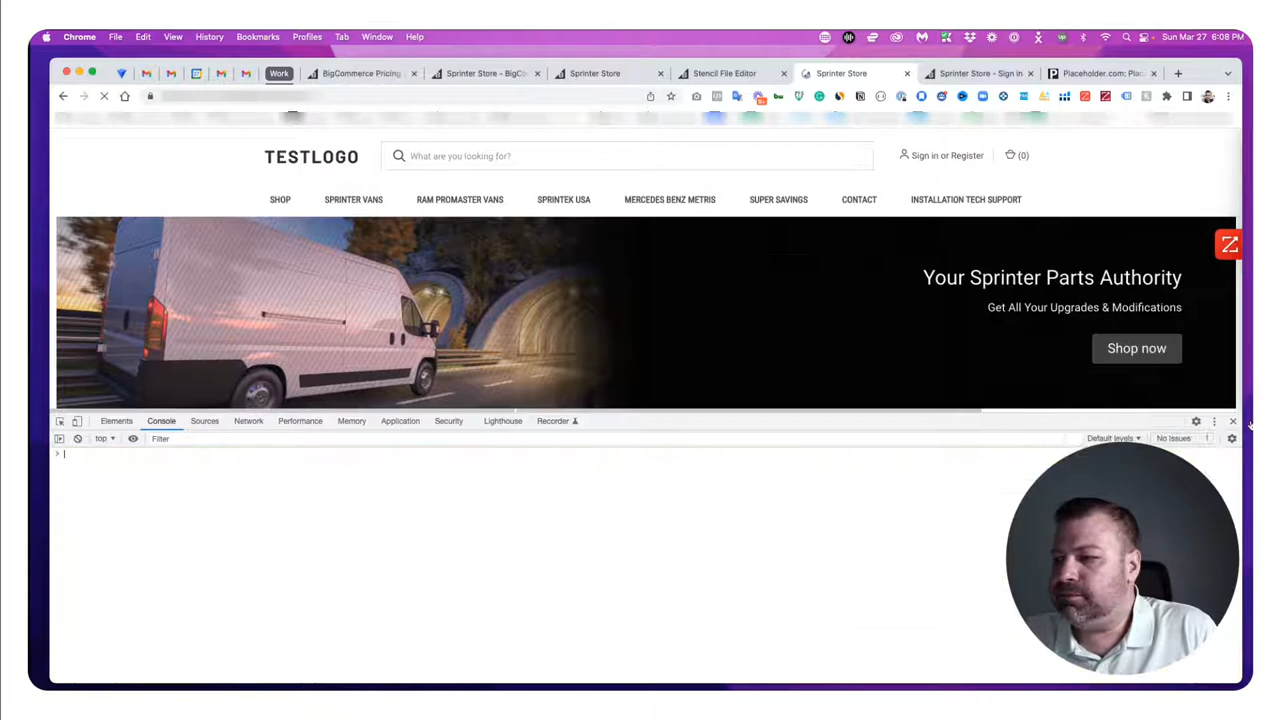 Chrome File Edit View History Bookmarks Profiles Tab Window Help Sun Mar 27 6:08 PM
Work BigCommerce Pricing Sprinter Store - BigCo Sprinter Store Stencil File Editor Sprinter Store Sprinter Store - Sign in Placeholder.com: Plac
TESTLOGO What are you looking for? Sign in or Register (0)
SHOP SPRINTER VANS RAM PROMASTER VANS SPRINTEK USA MERCEDES BENZ METRIS SUPER SAVINGS CONTACT INSTALLATION TECH SUPPORT
Your Sprinter Parts Authority
Get All Your Upgrades & Modifications
Shop now
Elements Console Sources Network Performance Memory Application Security Lighthouse Recorder
top Filter Default levels No Issues